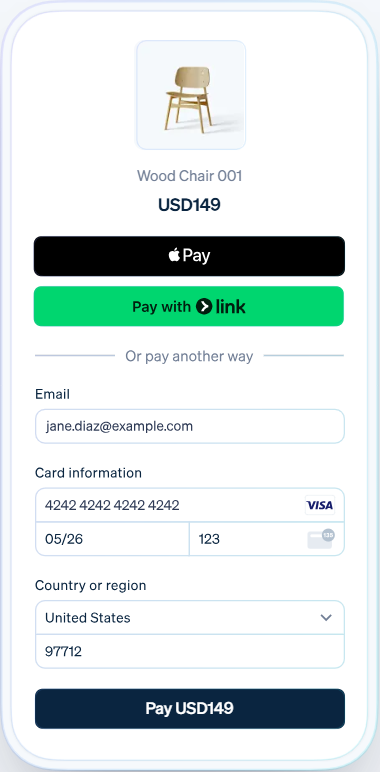 Wood Chair 001
USD149
Pay
Pay with link
Or pay another way
Email
jane.diaz@example.com
Card information
4242 4242 4242 4242 VISA
05/26 123 135
Country or region
United States
97712
Pay USD149